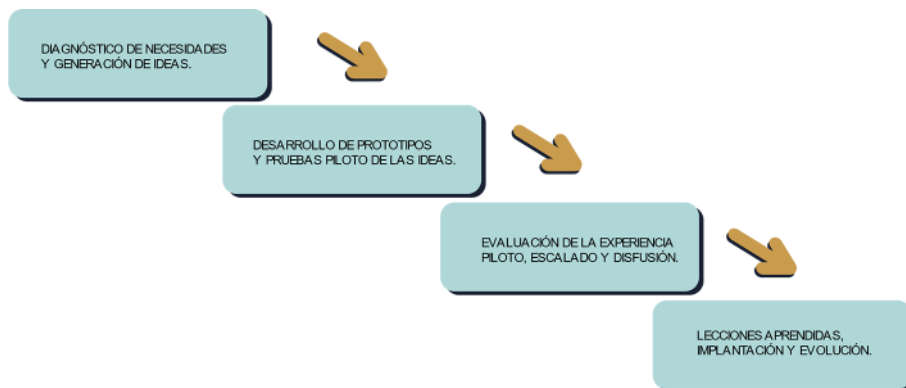 DIAGNÓSTICO DE NECESIDADES
Y GENERACIÓN DE IDEAS.
DESARROLLO DE PROTOTIPOS
Y PRUEBAS PILOTO DE LAS IDEAS.
EVALUACIÓN DE LA EXPERIENCIA
PILOTO, ESCALADO Y DISFUSIÓN.
LECCIONES APRENDIDAS,
IMPLANTACIÓN Y EVOLUCIÓN.